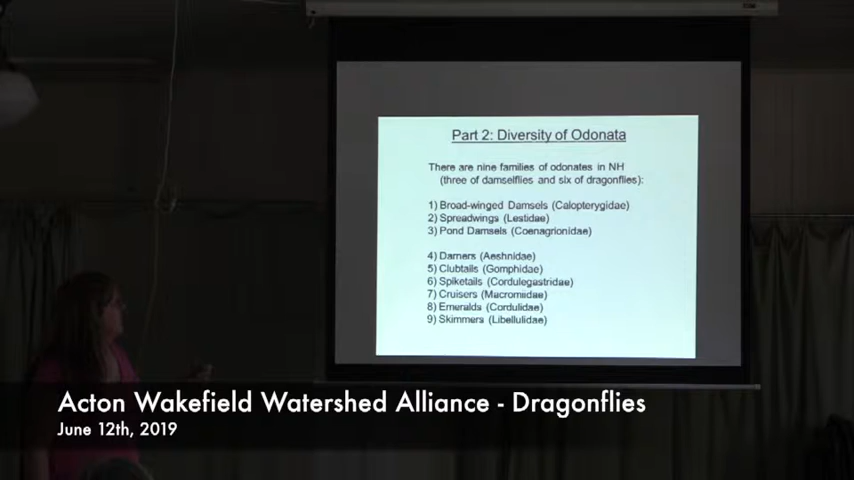 Part 2: Diversity of Odonata
There are nine families of odonates in NH
(three of damselflies and six of dragonflies):
1) Broad-winged Damsels (Calopterygidae)
2) Spreadwings (Lestidae)
3) Pond Damsels (Coenagrionidae)
4) Darners (Aeshnidae)
5) Clubtails (Gomphidae)
6) Spiketails (Cordulegastridae)
7) Cruisers (Macromiidae)
8) Emeralds (Cordulidae)
9) Skimmers (Libellulidae)
Acton Wakefield Watershed Alliance - Dragonflies
June 12th, 2019